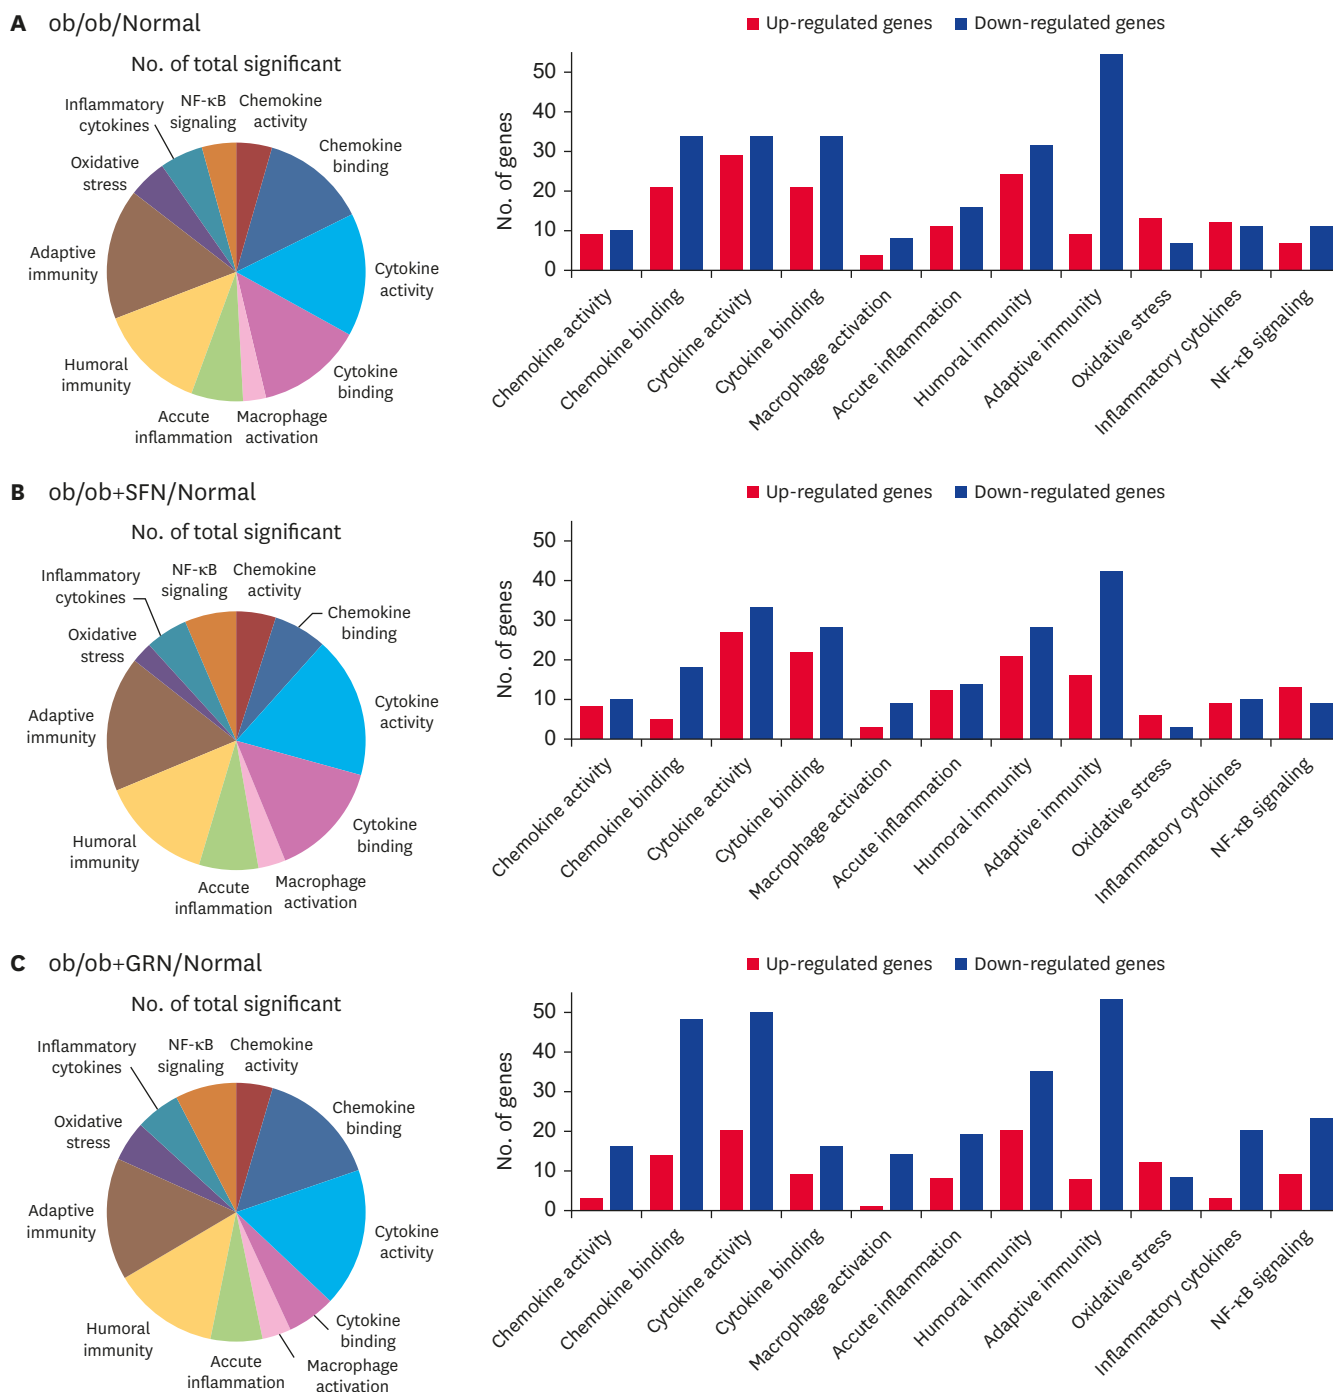 A ob/ob/Normal
No. of total significant
Inflammatory
cytokines
NF-κB
signaling
Chemokine
activity
Chemokine
binding
Oxidative
stress
Adaptive
immunity
Cytokine
activity
Humoral
immunity
Cytokine
binding
Accute
inflammation
Macrophage
activation
Up-regulated genes
Down-regulated genes
No. of genes
50
40
30
20
10
0
Chemokine activity
Chemokine binding
Cytokine activity
Cytokine binding
Macrophage activation
Accute inflammation
Humoral immunity
Adaptive immunity
Oxidative stress
Inflammatory cytokines
NF-κB signaling
B ob/ob+SFN/Normal
No. of total significant
Inflammatory
cytokines
NF-κB
signaling
Chemokine
activity
Chemokine
binding
Oxidative
stress
Adaptive
immunity
Cytokine
activity
Humoral
immunity
Cytokine
binding
Accute
inflammation
Macrophage
activation
Up-regulated genes
Down-regulated genes
No. of genes
50
40
30
20
10
0
Chemokine activity
Chemokine binding
Cytokine activity
Cytokine binding
Macrophage activation
Accute inflammation
Humoral immunity
Adaptive immunity
Oxidative stress
Inflammatory cytokines
NF-κB signaling
C ob/ob+GRN/Normal
No. of total significant
Inflammatory
cytokines
NF-κB
signaling
Chemokine
activity
Chemokine
binding
Oxidative
stress
Adaptive
immunity
Cytokine
activity
Humoral
immunity
Cytokine
binding
Accute
inflammation
Macrophage
activation
Up-regulated genes
Down-regulated genes
No. of genes
50
40
30
20
10
0
Chemokine activity
Chemokine binding
Cytokine activity
Cytokine binding
Macrophage activation
Accute inflammation
Humoral immunity
Adaptive immunity
Oxidative stress
Inflammatory cytokines
NF-κB signaling